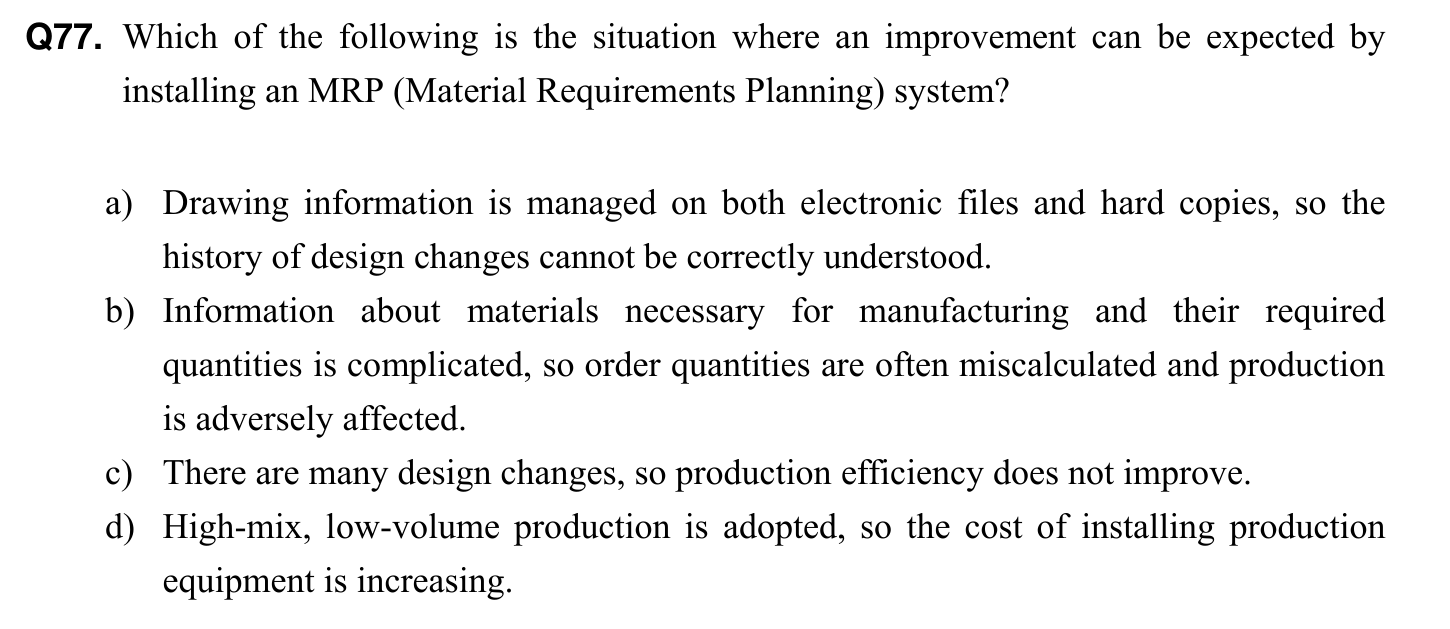 Q77. Which of the following is the situation where an improvement can be expected by
installing an MRP (Material Requirements Planning) system?
a) Drawing information is managed on both electronic files and hard copies, so the
history of design changes cannot be correctly understood.
b) Information about materials necessary for manufacturing and their required
quantities is complicated, so order quantities are often miscalculated and production
is adversely affected.
c) There are many design changes, so production efficiency does not improve.
d) High-mix, low-volume production is adopted, so the cost of installing production
equipment is increasing.